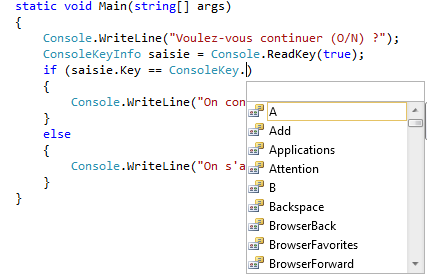 static void Main(string[] args)
{
Console.WriteLine("Voulez-vous continuer (O/N) ?");
ConsoleKeyInfo saisie = Console.ReadKey(true);
if (saisie.Key == ConsoleKey.)
{
Console.WriteLine("On con
}
else
{
Console.WriteLine("On s'a
}
}
A
Add
Applications
Attention
B
Backspace
BrowserBack
BrowserFavorites
BrowserForward